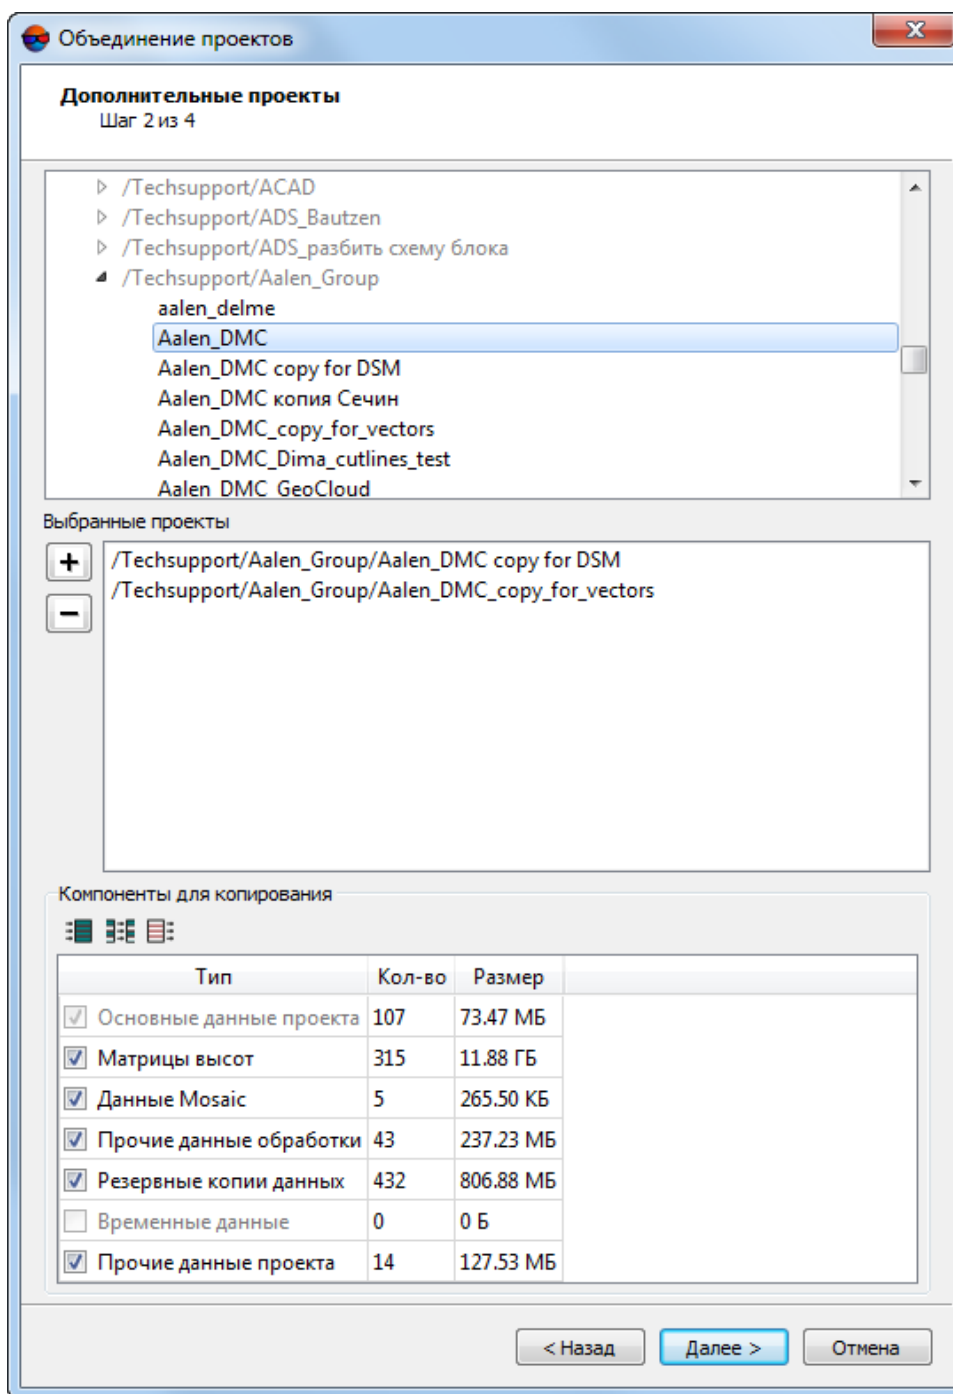 Объединение проектов
Дополнительные проекты
Шаг 2 из 4
/Techsupport/ACAD
/Techsupport/ADS_Bautzen
/Techsupport/ADS_разбить схему блока
/Techsupport/Aalen_Group
aalen_delme
Aalen_DMC
Aalen_DMC copy for DSM
Aalen_DMC копия Сечин
Aalen_DMC_copy_for_vectors
Aalen_DMC_Dima_cutlines_test
Aalen_DMC_GeoCloud
Выбранные проекты
/Techsupport/Aalen_Group/Aalen_DMC copy for DSM
/Techsupport/Aalen_Group/Aalen_DMC_copy_for_vectors
Компоненты для копирования
Тип Кол-во Размер
Основные данные проекта 107 73.47 МБ
Матрицы высот 315 11.88 ГБ
Данные Mosaic 5 265.50 КБ
Прочие данные обработки 43 237.23 МБ
Резервные копии данных 432 806.88 МБ
Временные данные 0 0 Б
Прочие данные проекта 14 127.53 МБ
< Назад Далее > Отмена